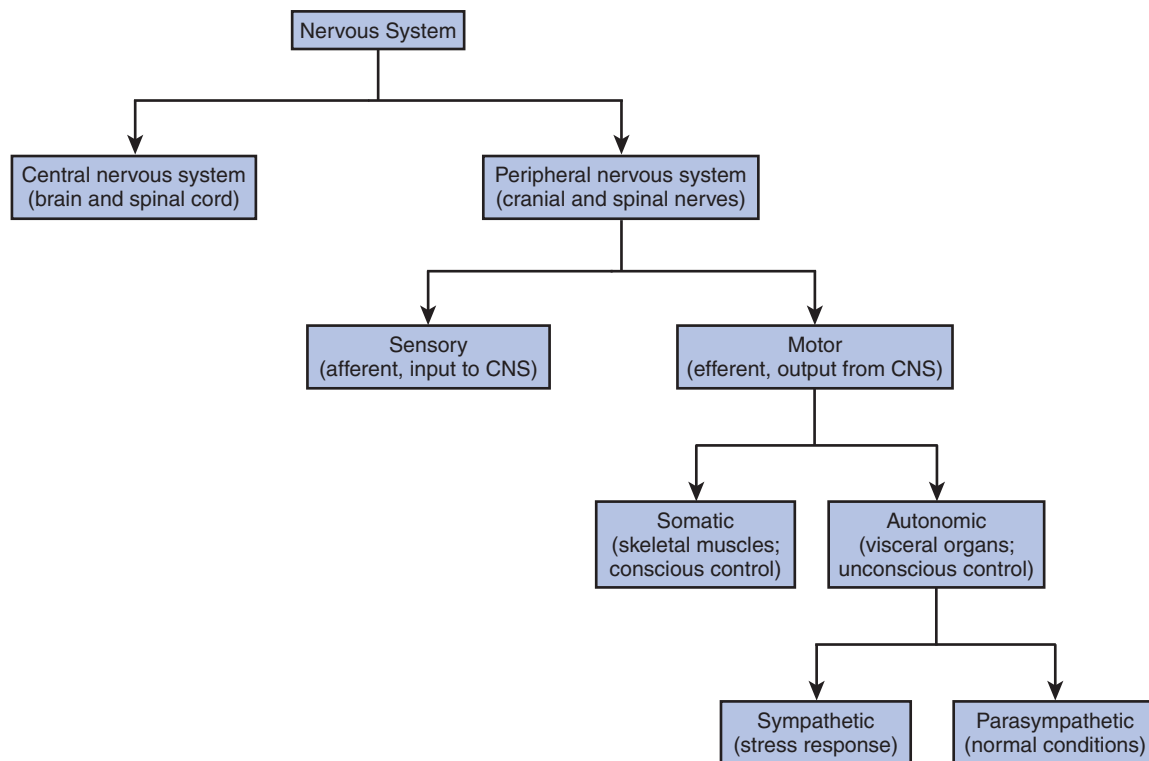 Nervous System
Central nervous system
(brain and spinal cord)
Peripheral nervous system
(cranial and spinal nerves)
Sensory
(afferent, input to CNS)
Motor
(efferent, output from CNS)
Somatic
(skeletal muscles;
conscious control)
Autonomic
(visceral organs;
unconscious control)
Sympathetic
(stress response)
Parasympathetic
(normal conditions)